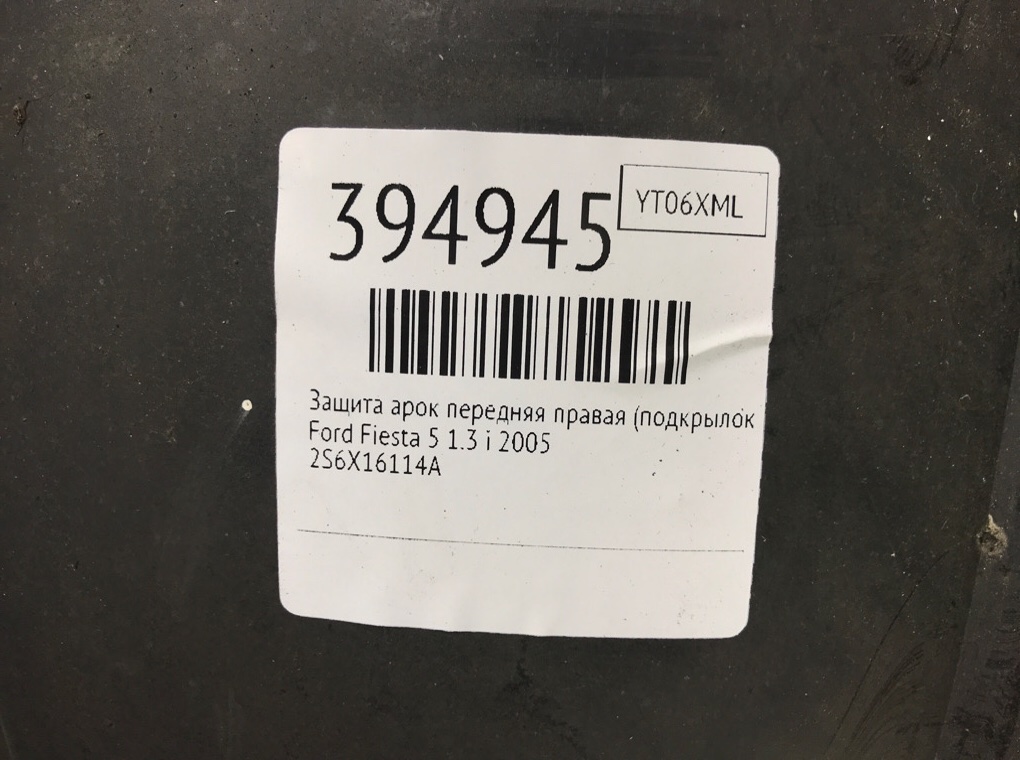 394945
YT06XML
Защита арок передняя правая (подкрылок
Ford Fiesta 5 1.3 i 2005
2S6X16114A